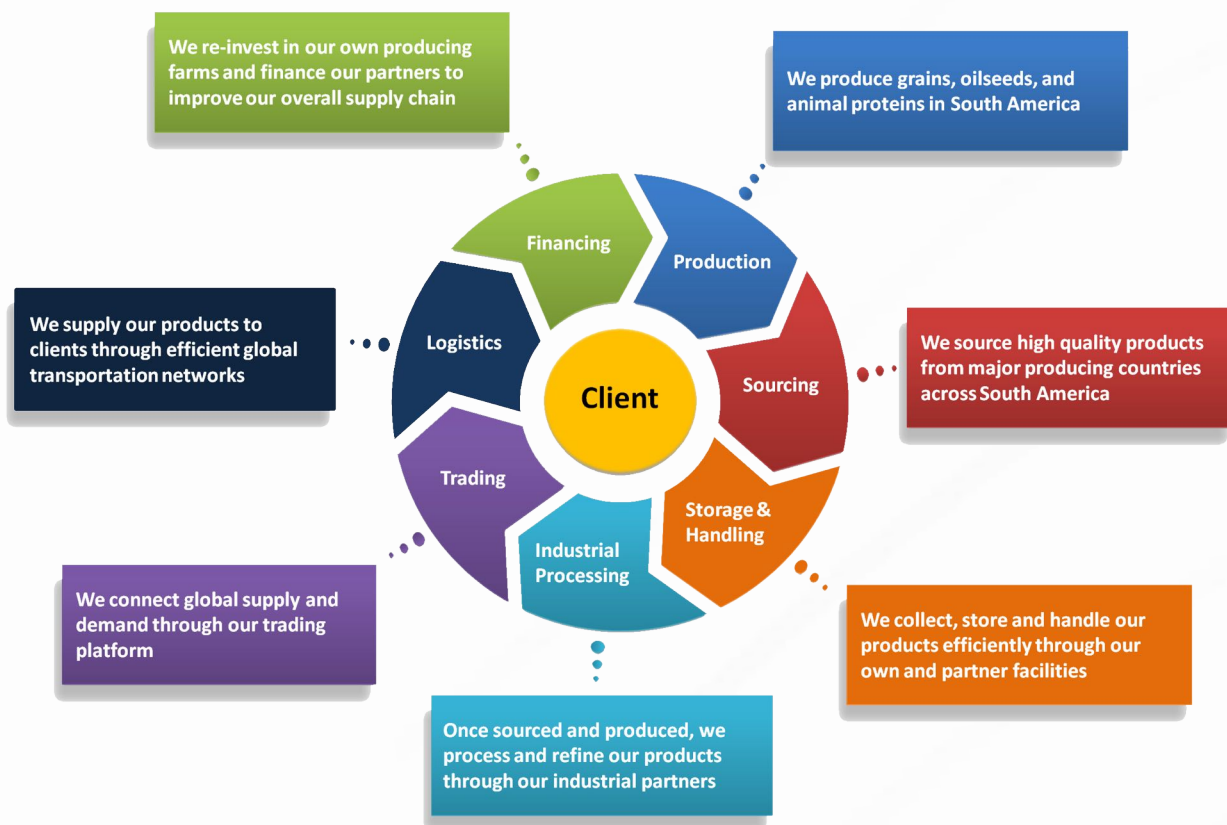 We re-invest in our own producing
farms and finance our partners to
improve our overall supply chain
We produce grains, oilseeds, and
animal proteins in South America
Financing
Production
We supply our products to
clients through efficient global
transportation networks
Logistics
Client
Sourcing
We source high quality products
from major producing countries
across South America
Trading
Storage &
Handling
Industrial
Processing
We connect global supply and
demand through our trading
platform
We collect, store and handle our
products efficiently through our
own and partner facilities
Once sourced and produced, we
process and refine our products
through our industrial partners